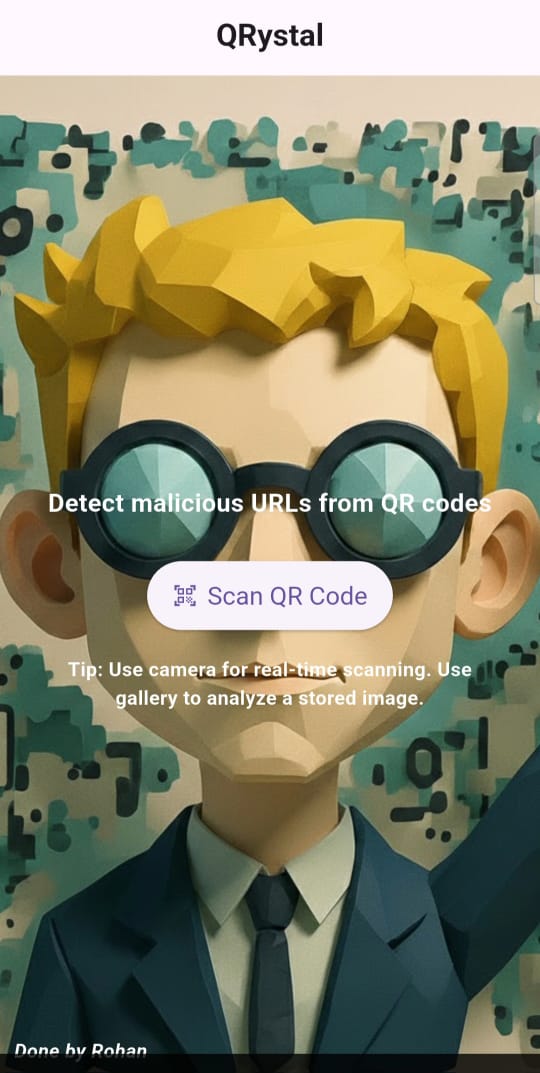 QRystal
Detect malicious URLs from QR codes
Scan QR Code
Tip: Use camera for real-time scanning. Use
gallery to analyze a stored image.
Done by Rohan